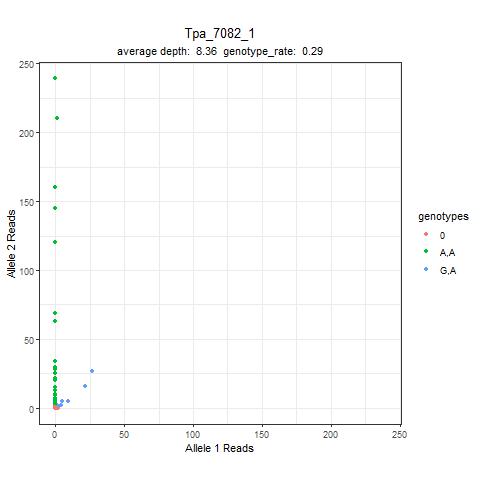 Tpa_7082_1
average depth: 8.36 genotype_rate: 0.29
250
200
150
100
50
0
Allele 2 Reads
0 50 100 150 200 250
Allele 1 Reads
genotypes
0
A,A
G,A